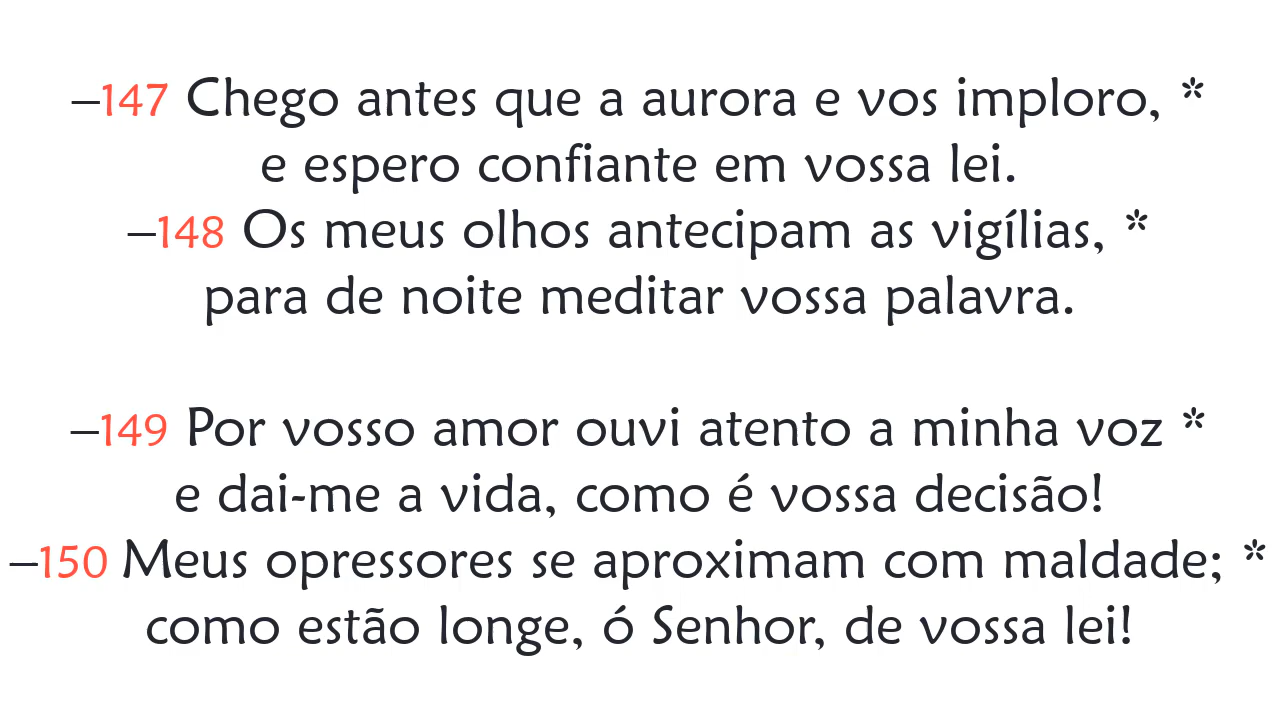 –147 Chego antes que a aurora e vos imploro, *
e espero confiante em vossa lei.
–148 Os meus olhos antecipam as vigílias, *
para de noite meditar vossa palavra.
–149 Por vosso amor ouvi atento a minha voz *
e dai-me a vida, como é vossa decisão!
–150 Meus opressores se aproximam com maldade; *
como estão longe, ó Senhor, de vossa lei!